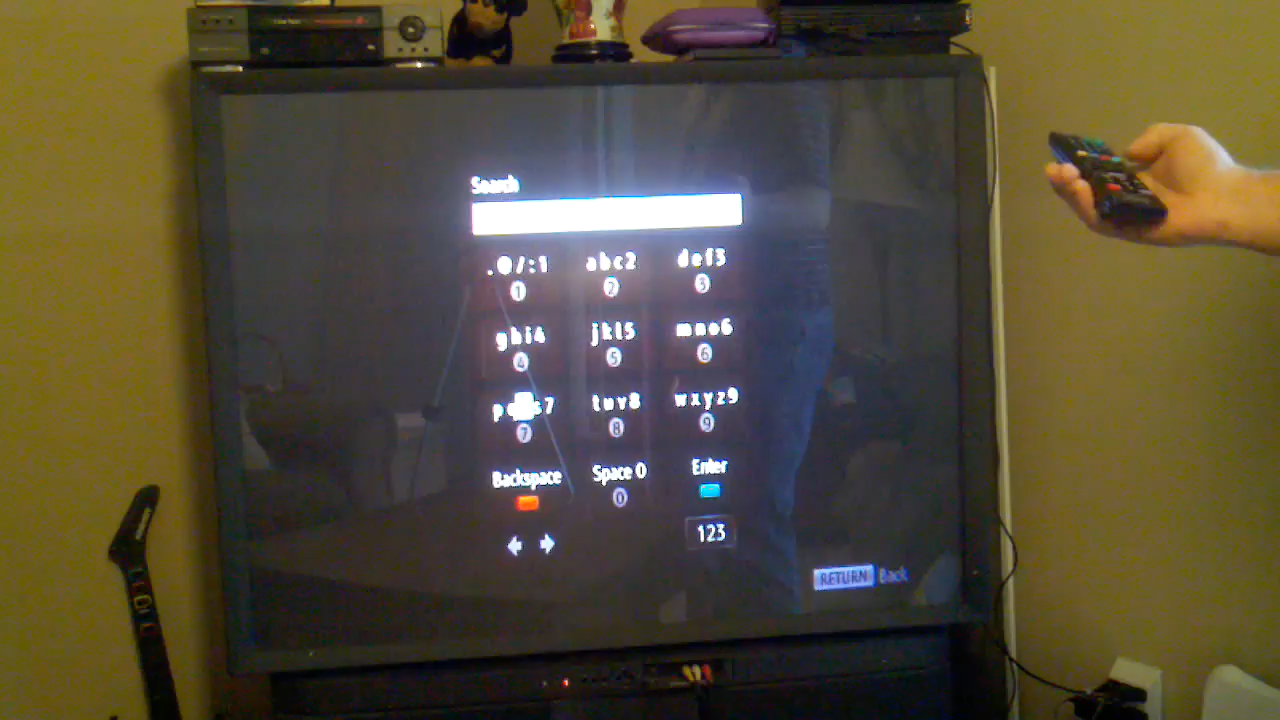 Search
.@/:1 abc2 def3
1 2 3
ghi4 jkl5 mno6
4 5 6
pqrs7 tuv8 wxyz9
7 8 9
Backspace Space 0 Enter
0
123
RETURN Back